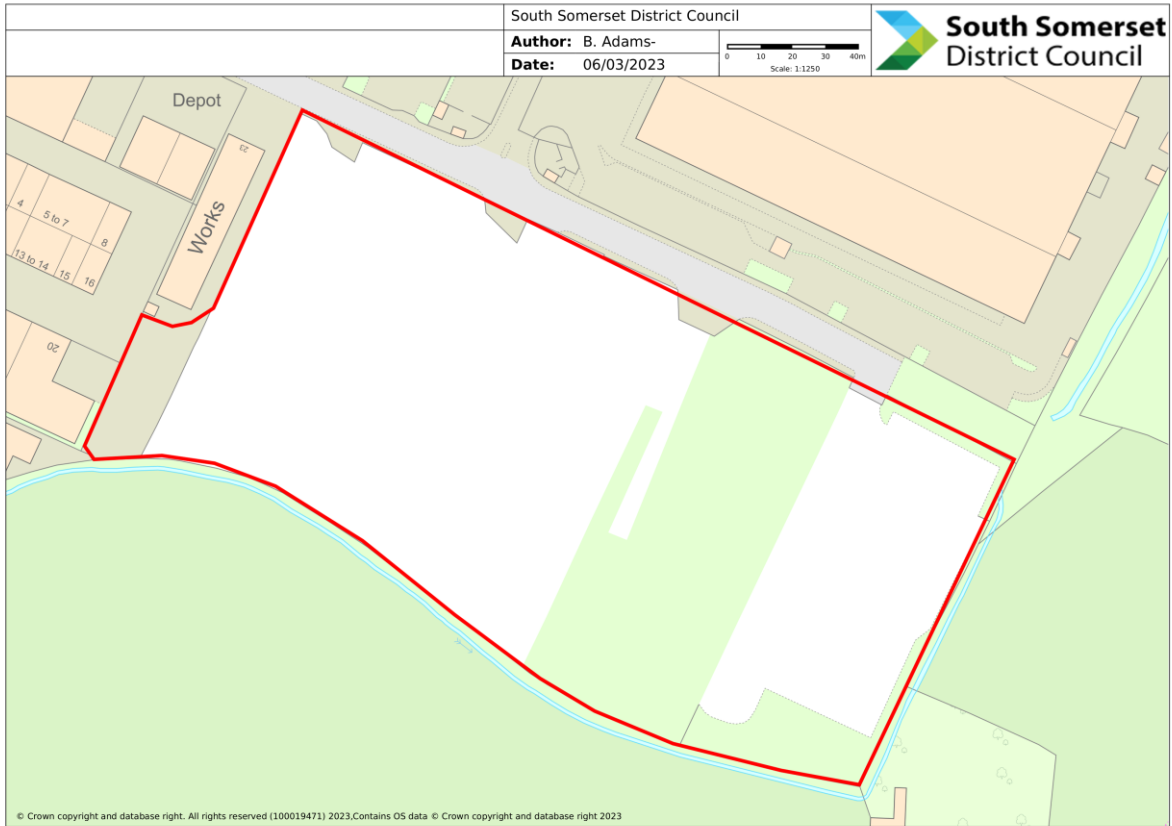 South Somerset District Council
Author: B. Adams-
Date: 06/03/2023
0 10 20 30 40m
Scale: 1:1250
South Somerset
District Council
Depot
23
Works
4
5 to 7
8
13 to 14
15
16
20
© Crown copyright and database right. All rights reserved (100019471) 2023,Contains OS data © Crown copyright and database right 2023